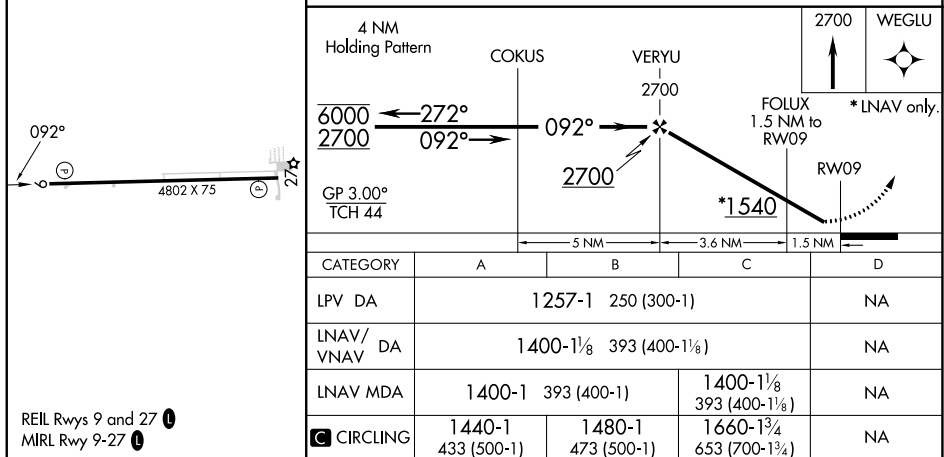 092°
9
P
4802 X 75
P
27
REIL Rwys 9 and 27 L
MIRL Rwy 9-27 L
4 NM
Holding Pattern
COKUS
VERYU
2700
2700
WEGLU
* LNAV only.
6000
2700
272°
092°
092°
2700
FOLUX
1.5 NM to
RW09
RW09
*1540
GP 3.00°
TCH 44
5 NM
3.6 NM
1.5 NM
CATEGORY A B C D
LPV DA 1257-1 250 (300-1) NA
LNAV/
VNAV DA 1400-1⅛ 393 (400-1⅛) NA
LNAV MDA 1400-1 393 (400-1) 1400-1⅛
393 (400-1⅛) NA
C CIRCLING 1440-1
433 (500-1) 1480-1
473 (500-1) 1660-1¾
653 (700-1¾) NA